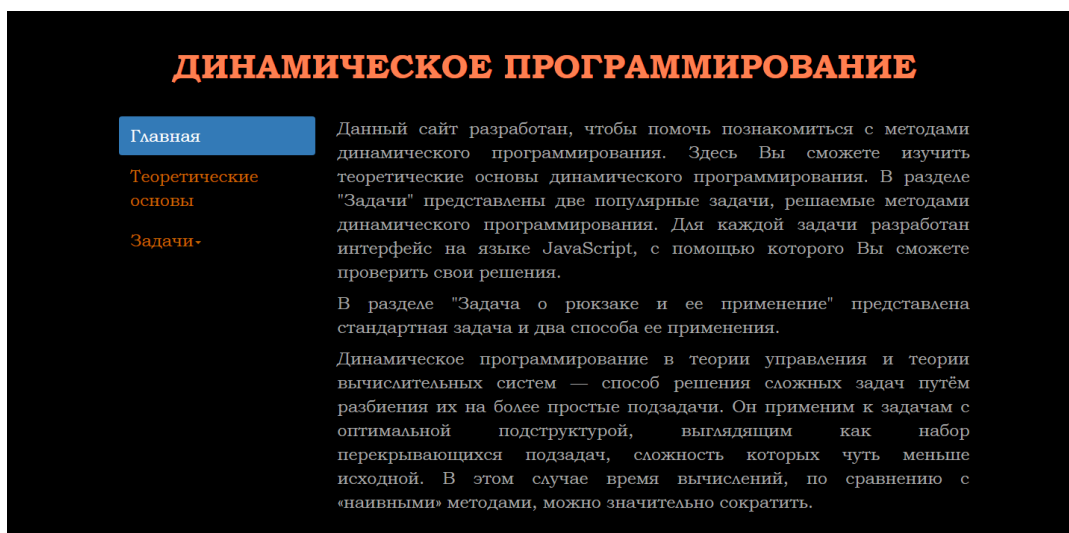 ДИНАМИЧЕСКОЕ ПРОГРАММИРОВАНИЕ
Главная
Теоретические
основы
Задачи
Данный сайт разработан, чтобы помочь познакомиться с методами
динамического программирования. Здесь Вы сможете изучить
теоретические основы динамического программирования. В разделе
"Задачи" представлены две популярные задачи, решаемые методами
динамического программирования. Для каждой задачи разработан
интерфейс на языке JavaScript, с помощью которого Вы сможете
проверить свои решения.
В разделе "Задача о рюкзаке и ее применение" представлена
стандартная задача и два способа ее применения.
Динамическое программирование в теории управления и теории
вычислительных систем — способ решения сложных задач путём
разбиения их на более простые подзадачи. Он применим к задачам с
оптимальной подструктурой, выглядящим как набор
перекрывающихся подзадач, сложность которых чуть меньше
исходной. В этом случае время вычислений, по сравнению с
«наивными» методами, можно значительно сократить.